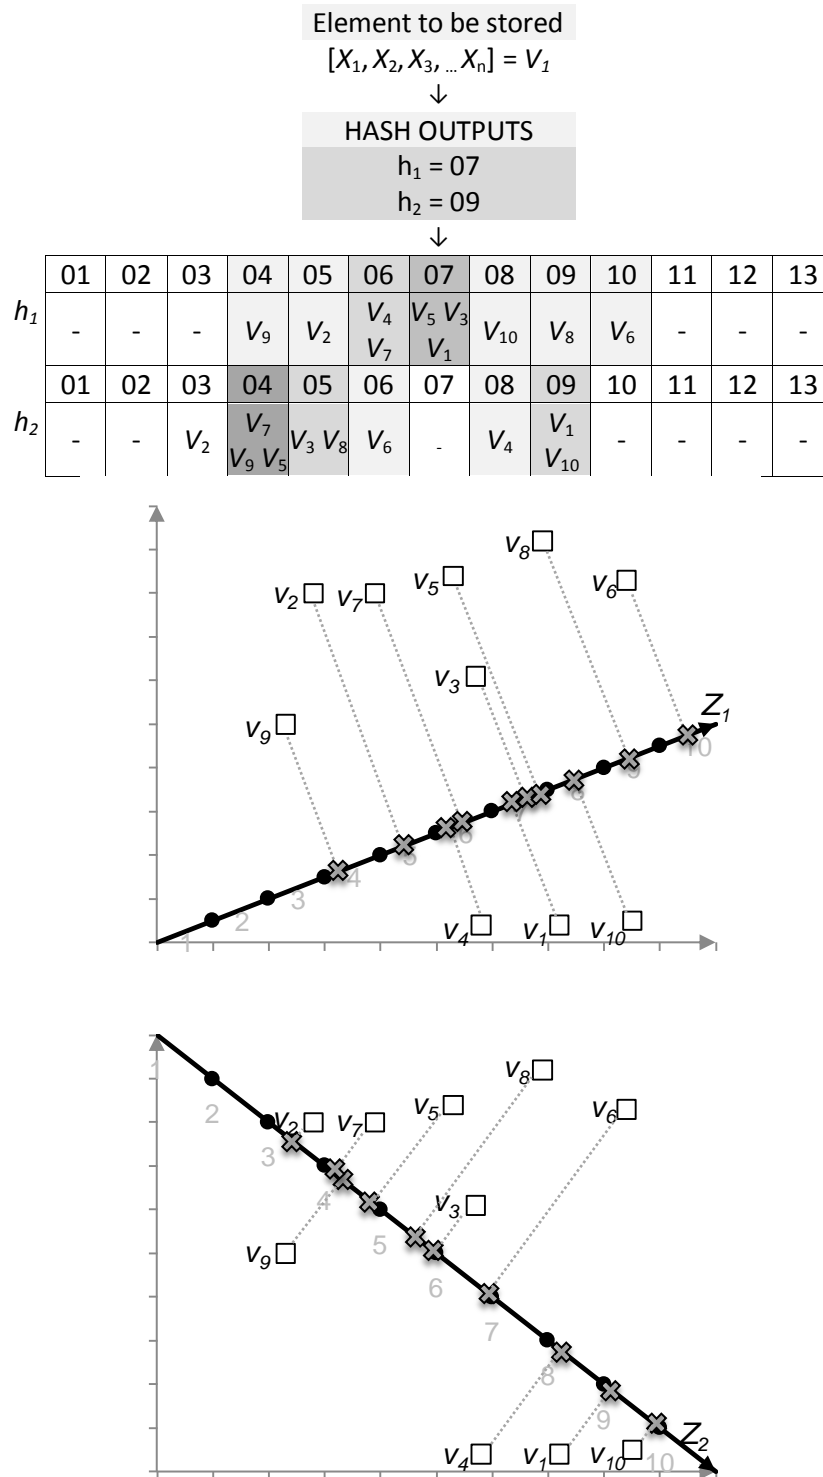 Element to be stored
[X₁, X₂, X₃, ... Xₙ] = V₁
↓
HASH OUTPUTS
h₁ = 07
h₂ = 09
↓
01 02 03 04 05 06 07 08 09 10 11 12 13
h₁ - - - V₉ V₂ V₄ V₇ V₅ V₃ V₁ V₁₀ V₈ V₆ - - -
01 02 03 04 05 06 07 08 09 10 11 12 13
h₂ - - V₂ V₇ V₉ V₅ V₃ V₈ V₆ - V₄ V₁ V₁₀ - - - -
v₈
v₂ v₇ v₅ v₆
v₃
v₉ Z₁
1 2 3 4 5 6 7 8 9 10
v₄ v₁ v₁₀
1
2
v₈
v₂ v₇ v₅ v₆
3
4 v₃
v₉ 5
6
7
8
9
v₄ v₁ v₁₀ 10 Z₂